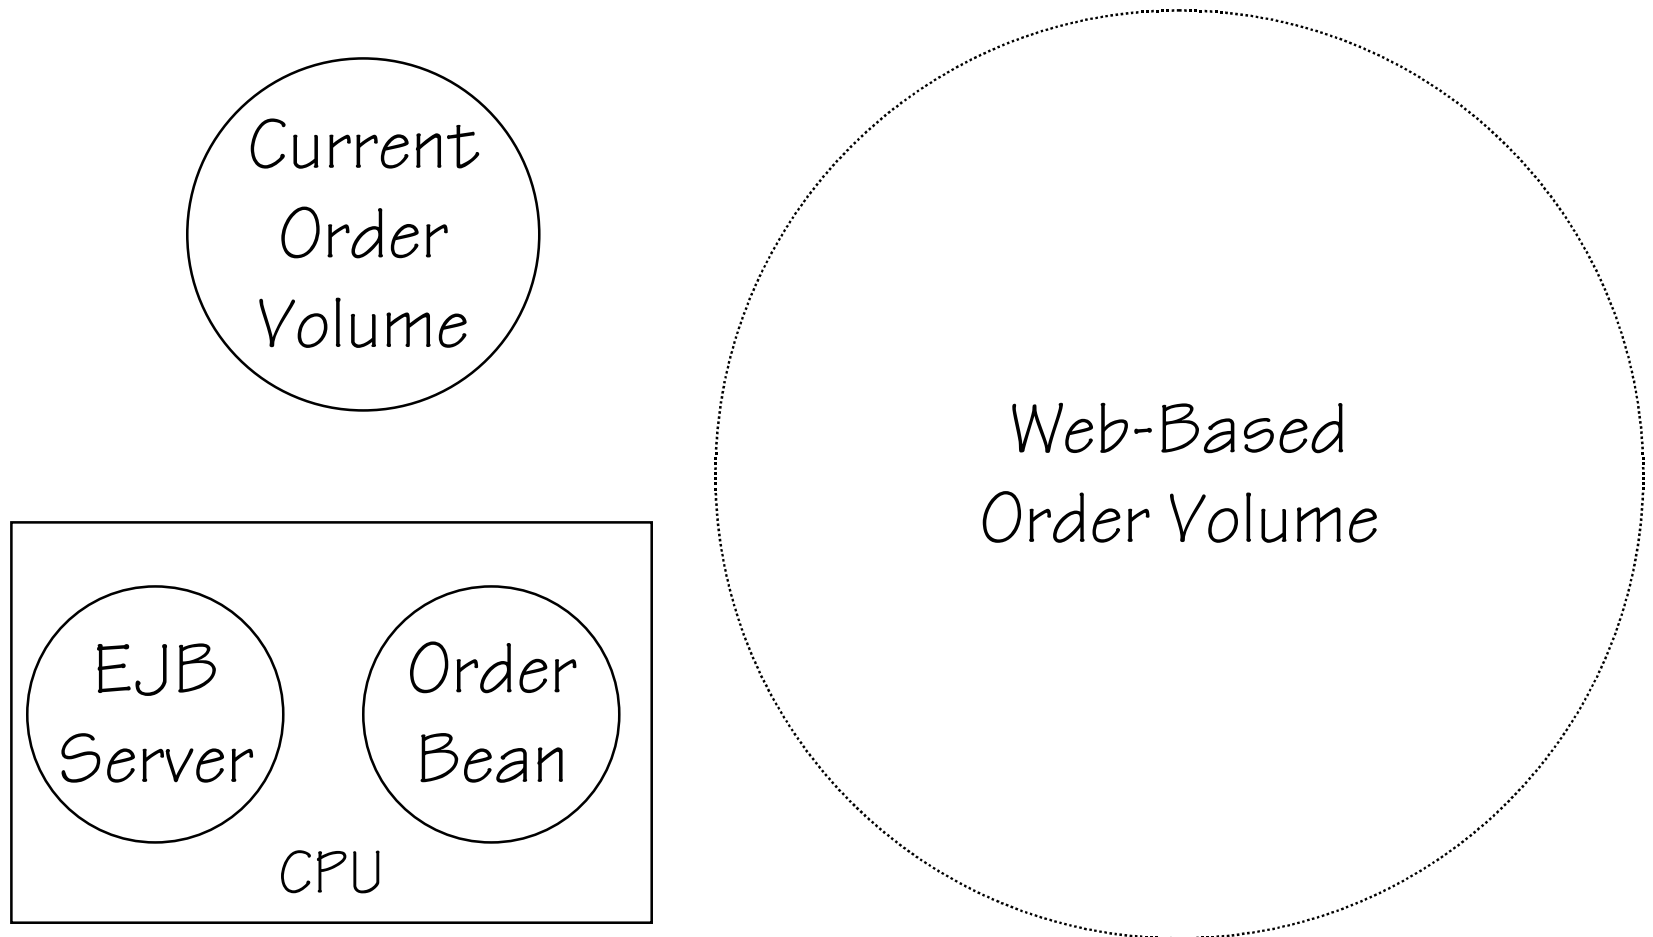 Current
Order
Volume
Web-Based
Order Volume
EJB
Server
Order
Bean
CPU